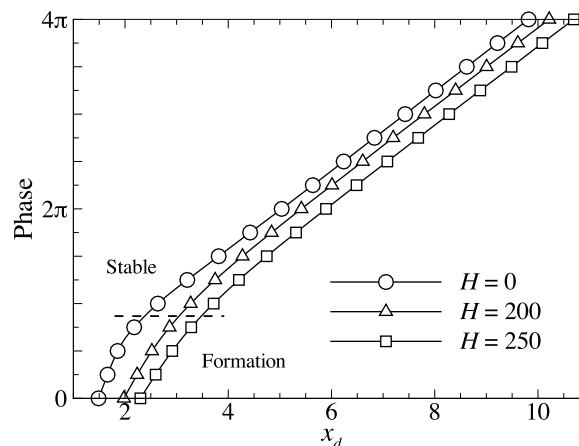 4π
2π
0
Phase
Stable
Formation
H = 0
H = 200
H = 250
2 4 6 8 10
x_d